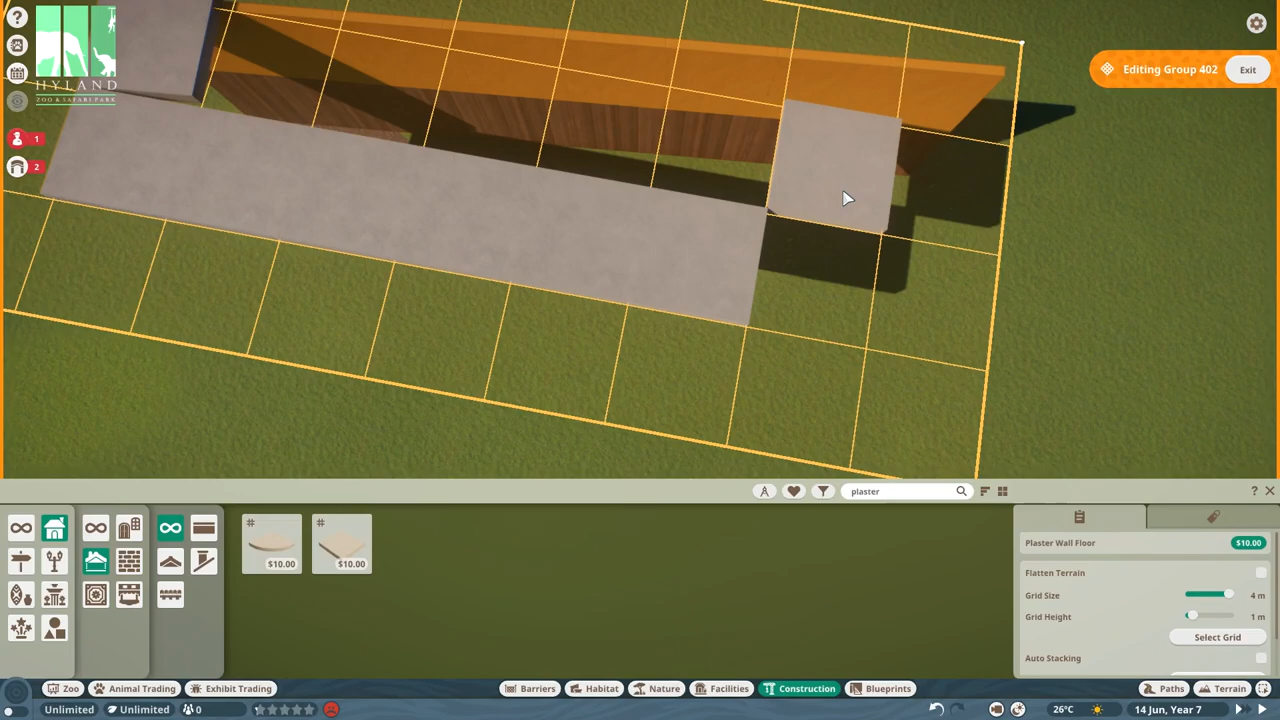 HYLAND
ZOO & SAFARI PARK
Editing Group 402
Exit
1
2
plaster
?
$10.00
$10.00
Plaster Wall Floor
$10.00
Flatten Terrain
Grid Size
4 m
Grid Height
1 m
Select Grid
Auto Stacking
Zoo
Animal Trading
Exhibit Trading
Barriers
Habitat
Nature
Facilities
Construction
Blueprints
Paths
Terrain
Unlimited
Unlimited
0
26°C
14 Jun, Year 7